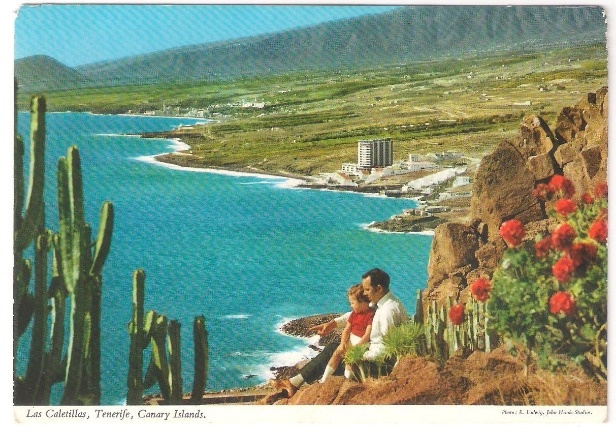 Las Caletillas, Tenerife, Canary Islands.
Photo: E. Ludwig, John Hinde Studios.